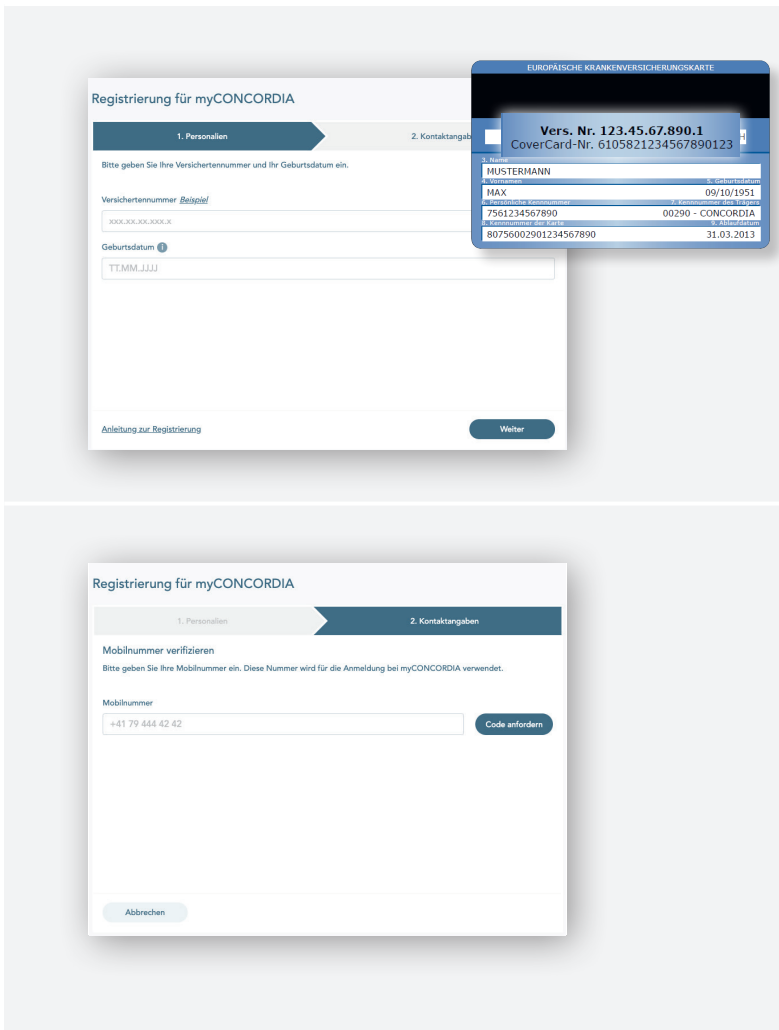 EUROPÄISCHE KRANKENVERSICHERUNGSKARTE
Registrierung für myCONCORDIA
Vers. Nr. 123.45.67.890.1
1. Personalien
2. Kontaktangab
H
CoverCard-Nr. 6105821234567890123
Bitte geben Sie Ihre Versichertennummer und Ihr Geburtsdatum ein.
3. Name
MUSTERMANN
4. Vornamen 5. Geburtsdatum
MAX 09/10/1951
6. Persönliche Kennnummer 7. Kennnummer des Trägers
7561234567890 00290 - CONCORDIA
8. Kennnummer der Karte 9. Ablaufdatum
80756002901234567890 31.03.2013
Versichertennummer Beispiel
xxx.xx.xx.xxx.x
Geburtsdatum i
TT.MM.JJJJ
Anleitung zur Registrierung
Weiter
Registrierung für myCONCORDIA
1. Personalien
2. Kontaktangaben
Mobilnummer verifizieren
Bitte geben Sie Ihre Mobilnummer ein. Diese Nummer wird für die Anmeldung bei myCONCORDIA verwendet.
Mobilnummer
+41 79 444 42 42
Code anfordern
Abbrechen